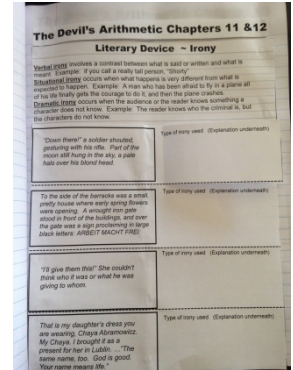 The Devil's Arithmetic Chapters 11 &12
Literary Device ~ Irony
Verbal irony involves a contrast between what is said or written and what is
meant. Example: if you call a really tall person, "Shorty"
Situational irony occurs when what happens is very different from what is
expected to happen. Example: A man who has been afraid to fly in a plane all
of his life finally gets the courage to do it, and then the plane crashes.
Dramatic irony occurs when the audience or the reader knows something a
character does not know. Example: The reader knows who the criminal is, but
the characters do not know.
"Down there!" a soldier shouted,
gesturing with his rifle. Part of the
moon still hung in the sky, a pale
halo over his blond head.
Type of irony used (Explanation underneath)
To the side of the barracks was a small,
pretty house where early spring flowers
were opening. A wrought iron gate
stood in front of the buildings, and over
the gate was a sign proclaiming in large
black letters: ARBEIT MACHT FREI.
Type of irony used (Explanation underneath)
"I'll give them this!" She couldn't
think who it was or what he was
giving to whom.
Type of irony used (Explanation underneath)
That is my daughter's dress you
are wearing, Chaya Abramowicz.
My Chaya. I brought it as a
present for her in Lublin. ..."The
same name, too. God is good.
Your name means life."
Type of irony used (Explanation underneath)